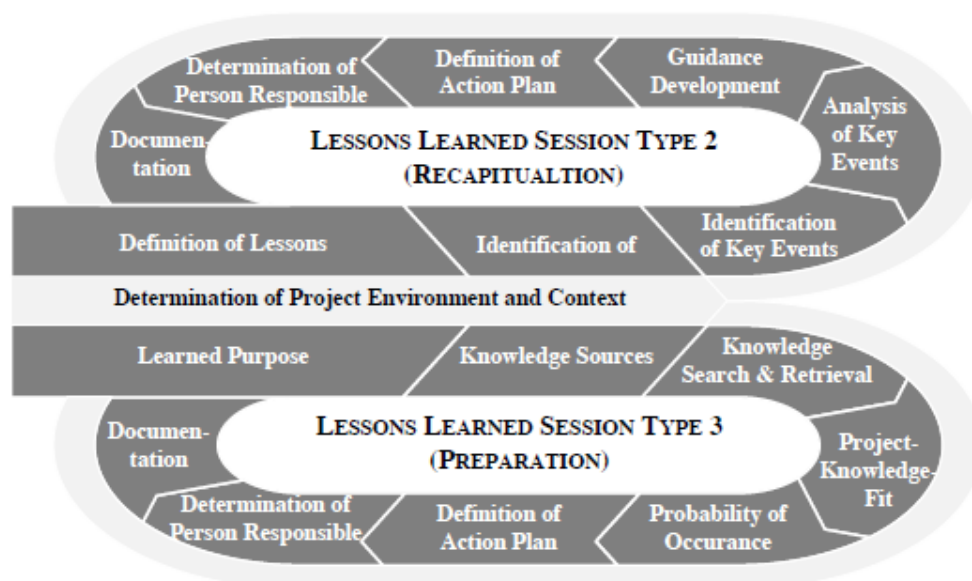 Determination of
Person Responsible
Definition of
Action Plan
Guidance
Development
Analysis
of Key
Events
Documen-
tation
LESSONS LEARNED SESSION TYPE 2
(RECAPITUALTION)
Identification
of Key Events
Definition of Lessons
Identification of
Determination of Project Environment and Context
Learned Purpose
Knowledge Sources
Knowledge
Search & Retrieval
Documen-
tation
LESSONS LEARNED SESSION TYPE 3
(PREPARATION)
Project-
Knowledge-
Fit
Determination of
Person Responsible
Definition of
Action Plan
Probability of
Occurance